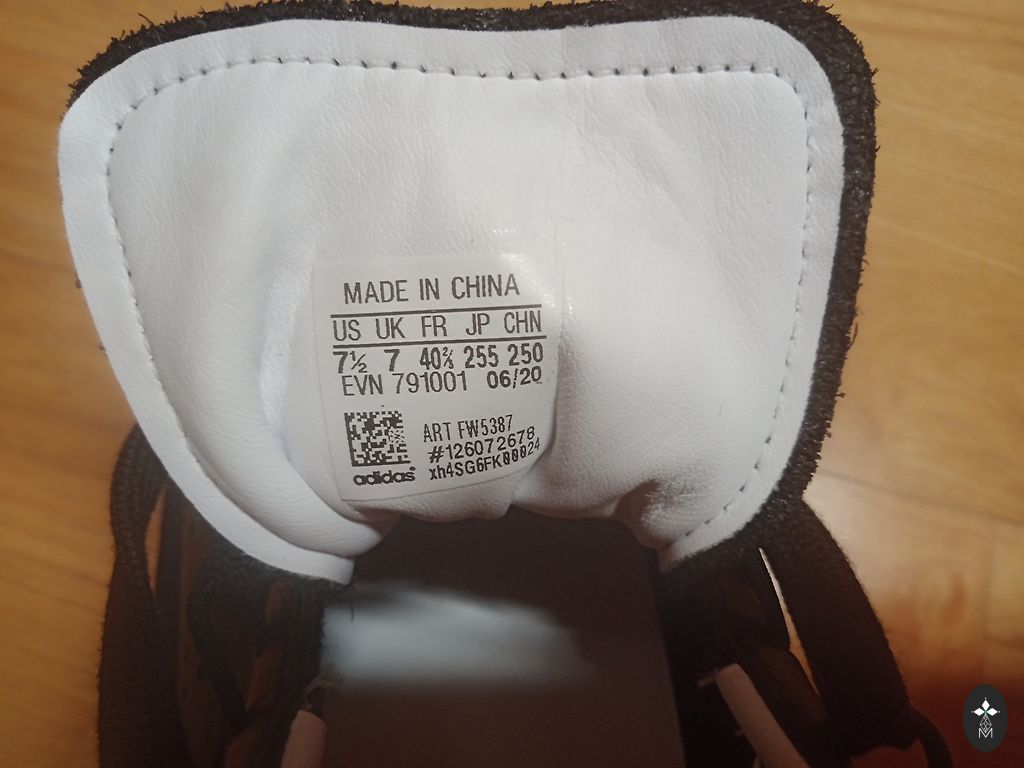 MADE IN CHINA
US UK FR JP CHN
7½ 7 40⅔ 255 250
EVN 791001 06/20
ART FW5387
#126072678
xh4SG6FK00024
adidas
M